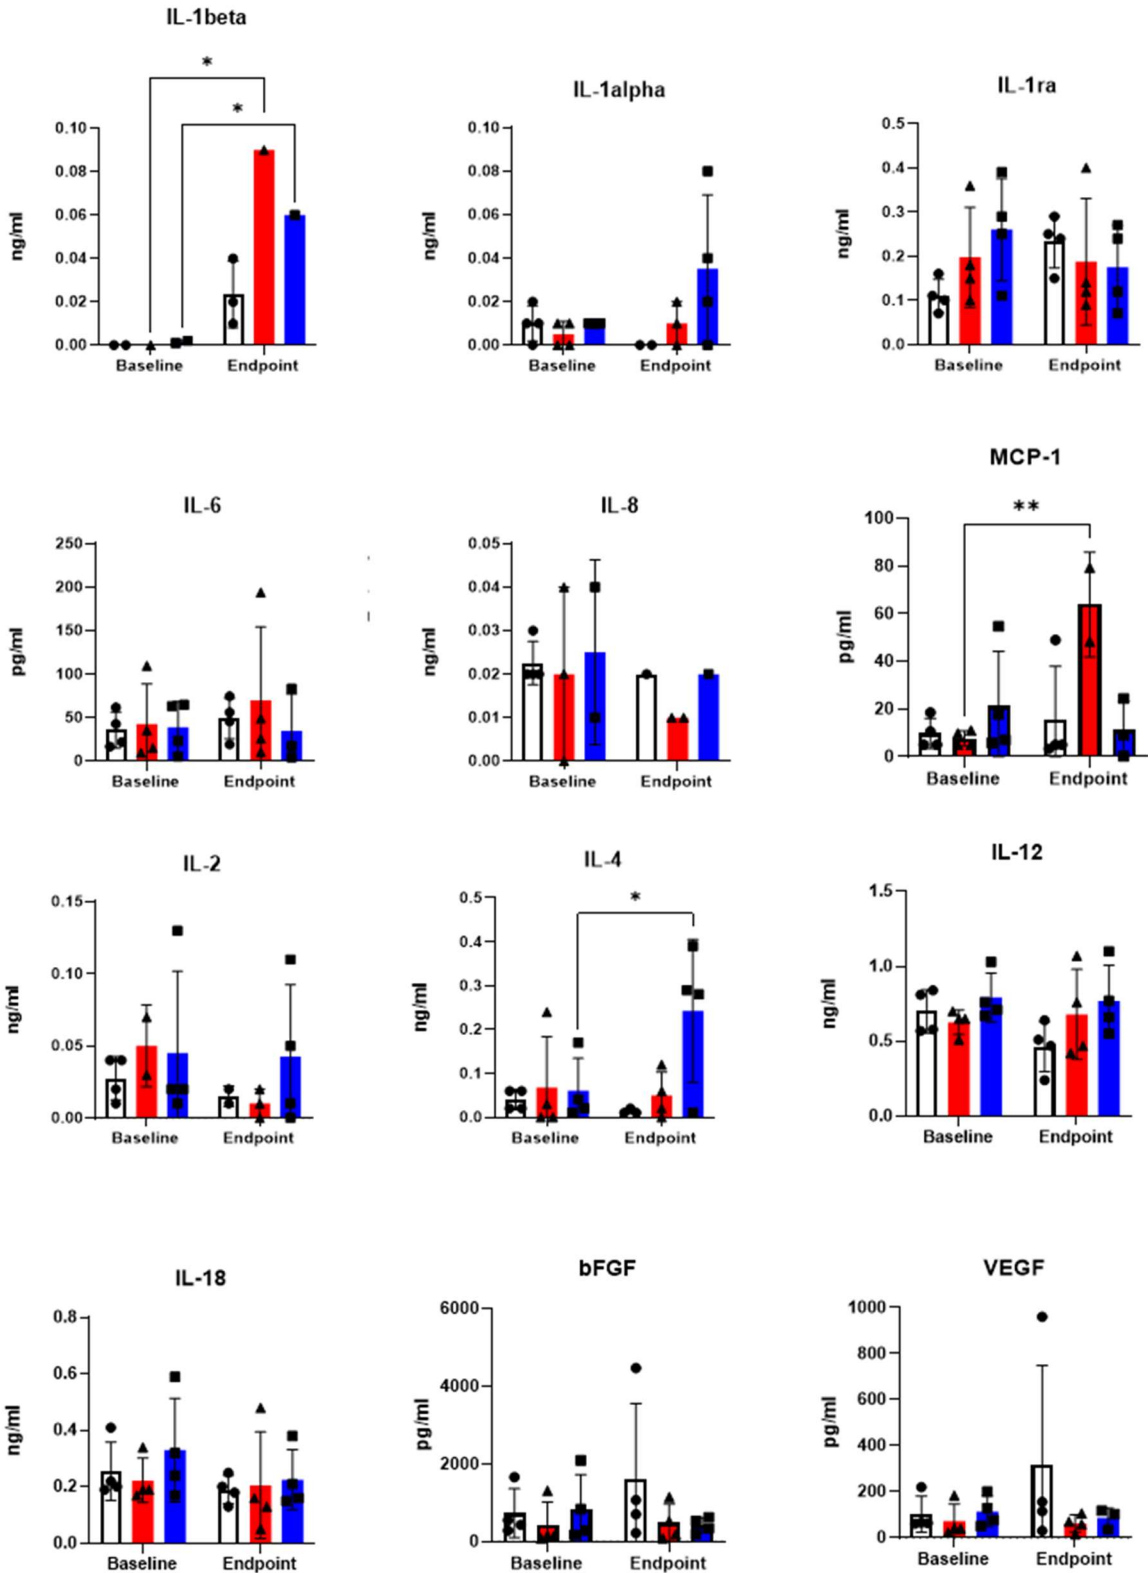 IL-1beta
*
*
ng/ml
0.10
0.08
0.06
0.04
0.02
0.00
Baseline Endpoint
IL-1alpha
ng/ml
0.10
0.08
0.06
0.04
0.02
0.00
Baseline Endpoint
IL-1ra
ng/ml
0.5
0.4
0.3
0.2
0.1
0.0
Baseline Endpoint
IL-6
pg/ml
250
200
150
100
50
0
Baseline Endpoint
IL-8
ng/ml
0.05
0.04
0.03
0.02
0.01
0.00
Baseline Endpoint
MCP-1
**
pg/ml
100
80
60
40
20
0
Baseline Endpoint
IL-2
ng/ml
0.15
0.10
0.05
0.00
Baseline Endpoint
IL-4
*
ng/ml
0.5
0.4
0.3
0.2
0.1
0.0
Baseline Endpoint
IL-12
ng/ml
1.5
1.0
0.5
0.0
Baseline Endpoint
IL-18
ng/ml
0.8
0.6
0.4
0.2
0.0
Baseline Endpoint
bFGF
pg/ml
6000
4000
2000
0
Baseline Endpoint
VEGF
pg/ml
1000
800
600
400
200
0
Baseline Endpoint